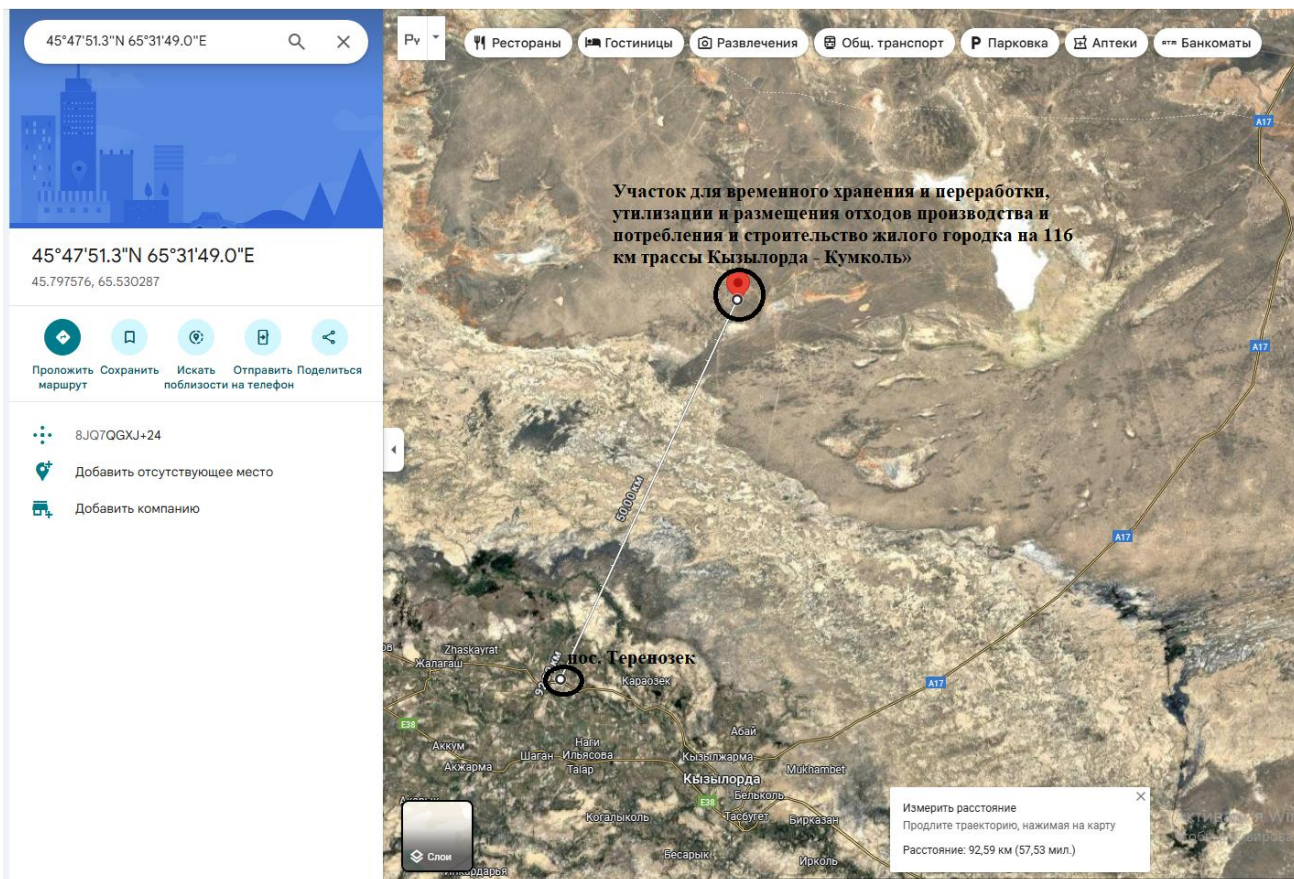 45°47'51.3"N 65°31'49.0"E
45°47'51.3"N 65°31'49.0"E
45.797576, 65.530287
Проложить маршрут
Сохранить
Искать поблизости
Отправить на телефон
Поделиться
8JQ7QGXJ+24
Добавить отсутствующее место
Добавить компанию
Ру
Рестораны
Гостиницы
Развлечения
Общ. транспорт
P Парковка
Аптеки
ATM Банкоматы
A17
Участок для временного хранения и переработки,
утилизации и размещения отходов производства и
потребления и строительство жилого городка на 116
км трассы Кызылорда - Кумколь»
A17
50,00 км
A17
Zhaskayrat
Жалагаш
пос. Теренозек
Караозек
A17
E38
Аккум
Наги
Ильясова
Шаган
Абай
Кызылжарма
Акжарма
Talap
Mukhambet
Кызылорда
E38
Бельколь
Тасбугет
Бирказан
Когалыколь
Бесарык
Ирколь
Слои
Измерить расстояние
Продлите траекторию, нажимая на карту
Расстояние: 92,59 км (57,53 мил.)